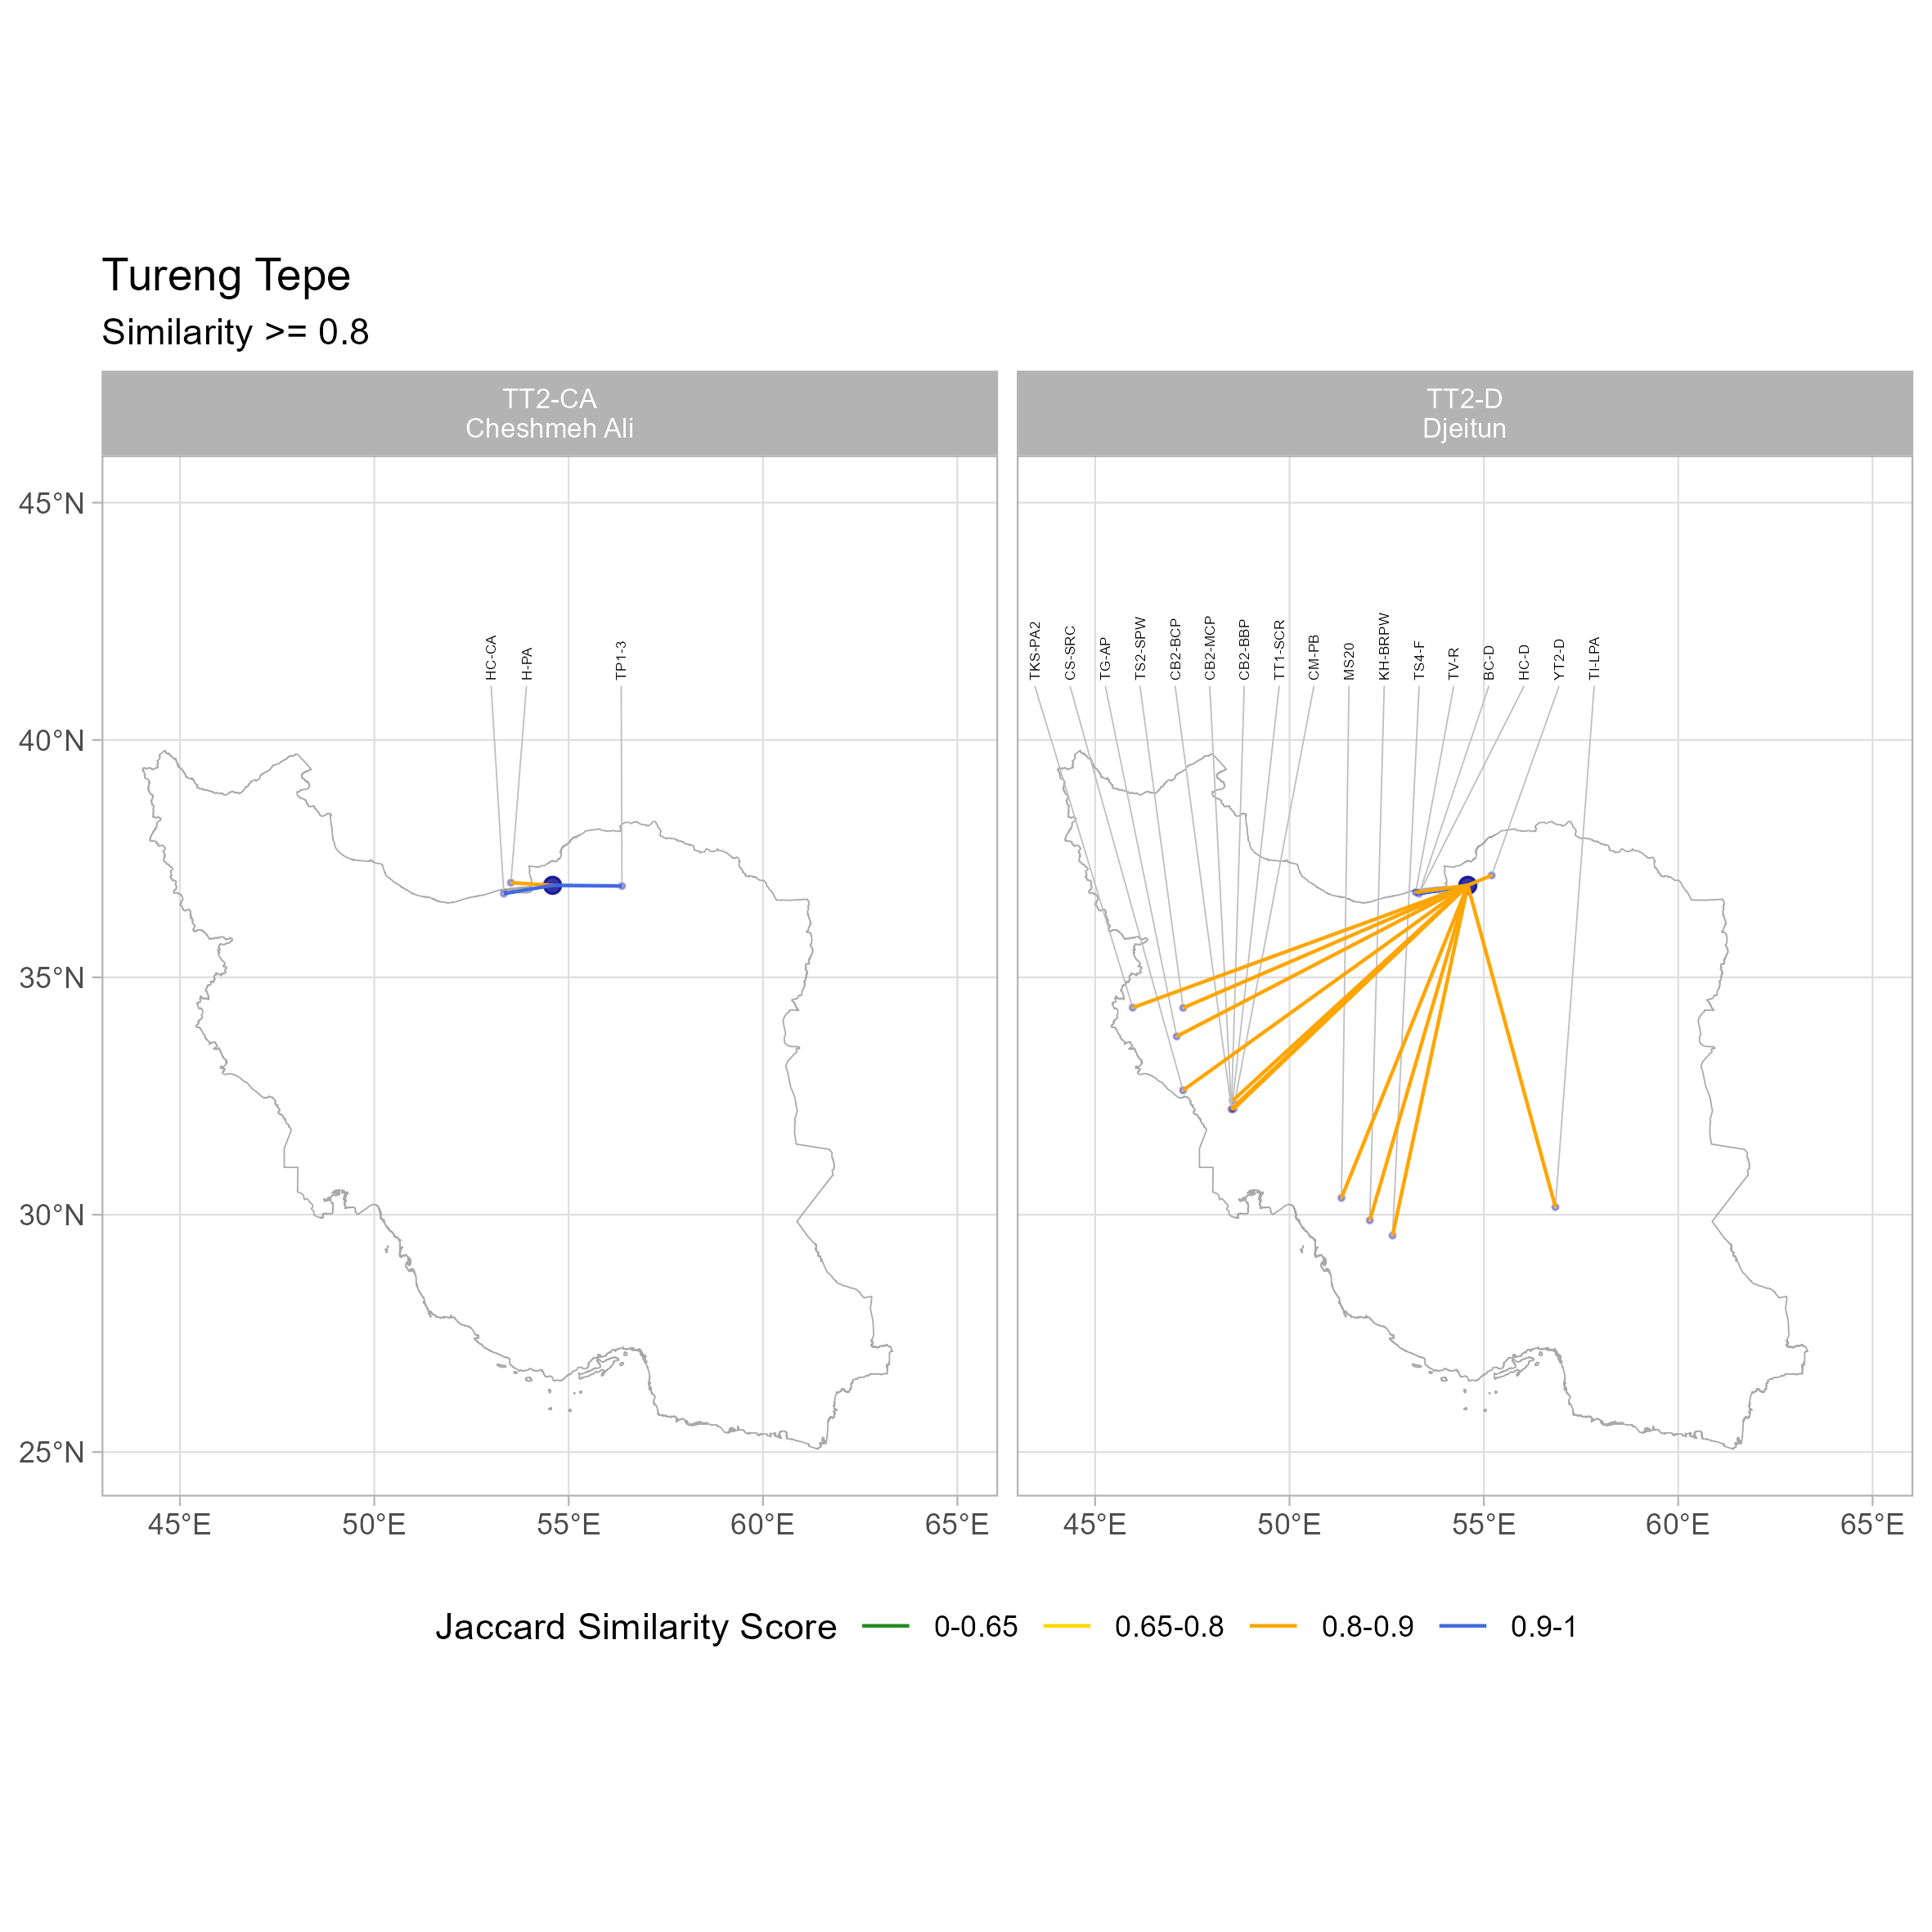 Tureng Tepe
Similarity >= 0.8
TT2-CA
Cheshmeh Ali
TT2-D
Djeitun
45°N
40°N
35°N
30°N
25°N
HC-CA
H-PA
TP1-3
TKS-PA2
CS-SRC
TG-AP
TS2-SPW
CB2-BCP
CB2-MCP
CB2-BBP
TT1-SCR
CM-PB
MS20
KH-BRPW
TS4-F
TV-R
BC-D
HC-D
YT2-D
TI-LPA
45°E 50°E 55°E 60°E 65°E
45°E 50°E 55°E 60°E 65°E
Jaccard Similarity Score 0-0.65 0.65-0.8 0.8-0.9 0.9-1